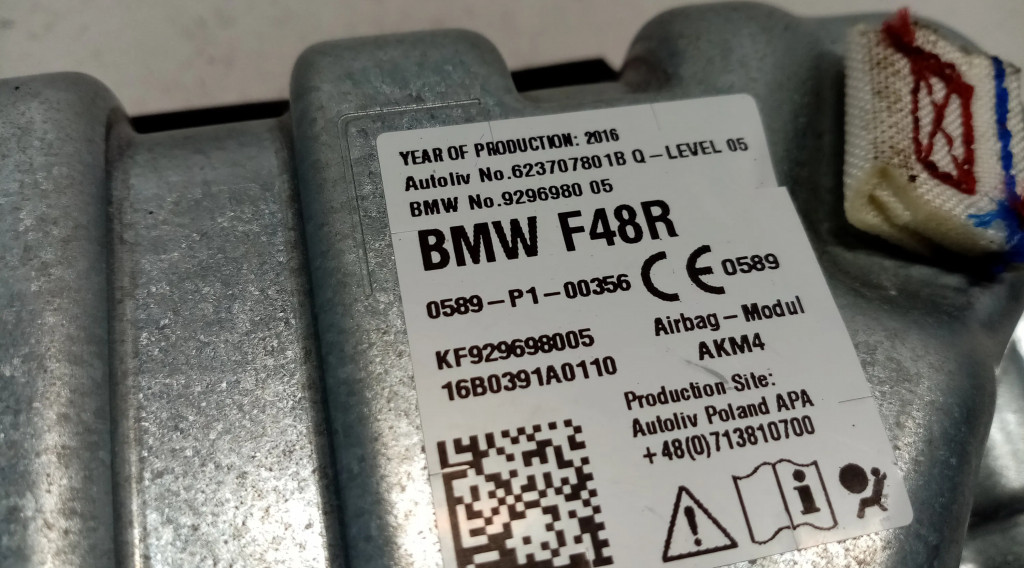 YEAR OF PRODUCTION: 2016
Autoliv No.623707801B Q-LEVEL 05
BMW No.9296980 05
BMW F48R
0589-P1-00356 CE 0589
KF929698005
16B0391A0110
Airbag-Modul
AKM4
Production Site:
Autoliv Poland APA
+48(0)713810700